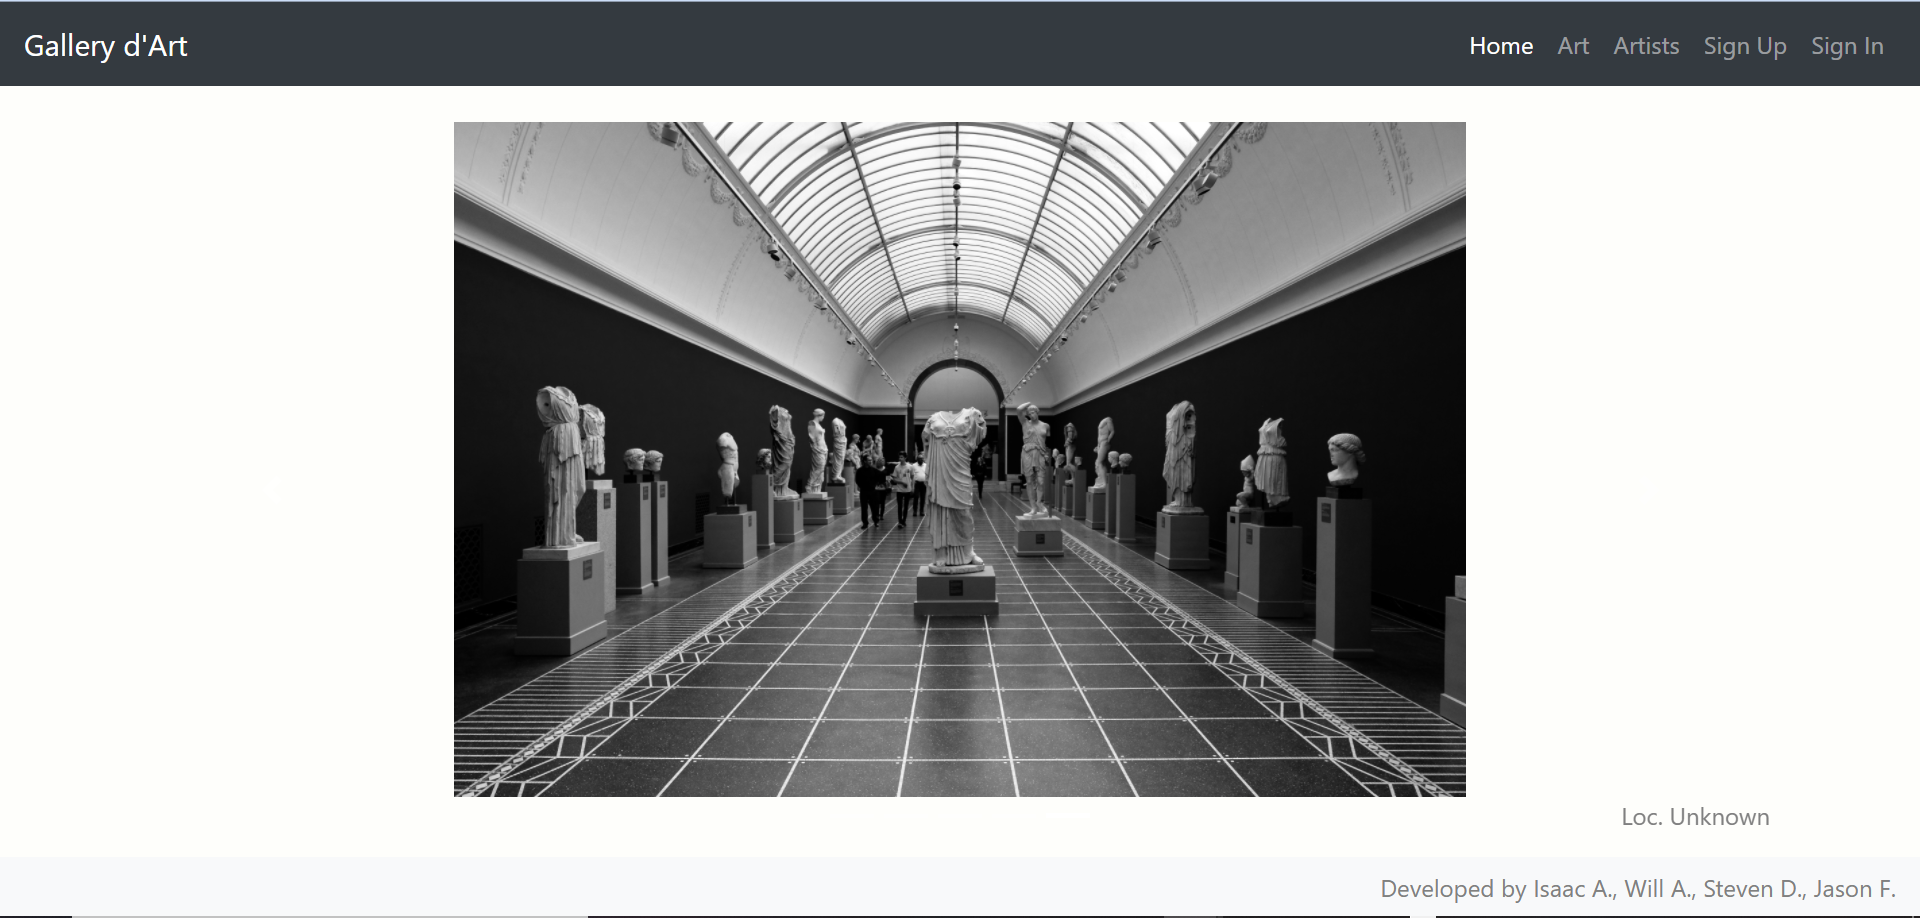 Gallery d'Art
Home Art Artists Sign Up Sign In
Loc. Unknown
Developed by Isaac A., Will A., Steven D., Jason F.